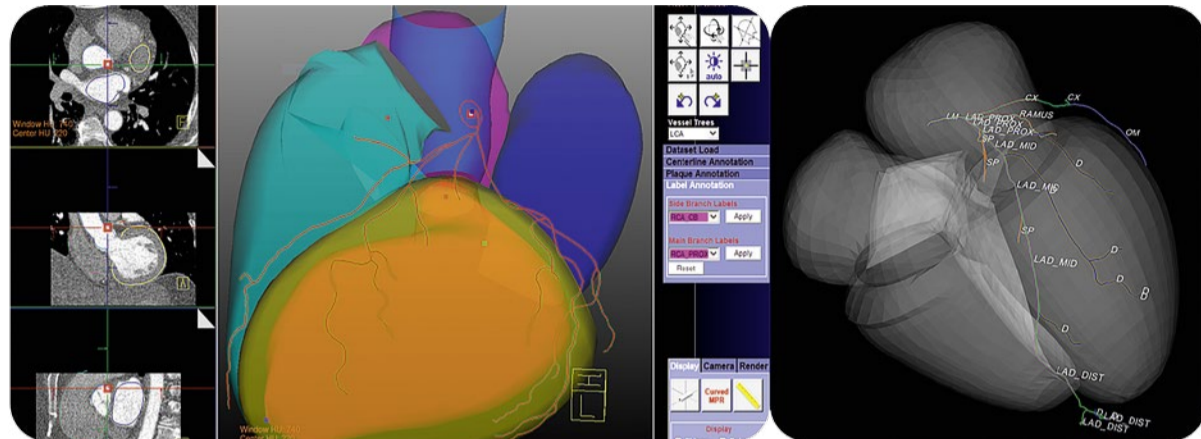 Window HU 740
Center HU 220
A
Window HU 740
H
L
auto
Vessel Trees
LCA
Dataset Load
Centerline Annotation
Plaque Annotation
Label Annotation
Side Branch Labels
RCA_CB
Apply
Main Branch Labels
RCA_PROX
Apply
Reset
Display
Camera
Render
Curved
MPR
Display
CX
CX
LM
LAD_PROX
RAMUS
LAD_PROX
OM
SP
LAD_MID
D
SP
LAD_MID
SP
D
LAD_MID
D
D
D
LAD_DIST
LAD_DIST
LAD_DIST